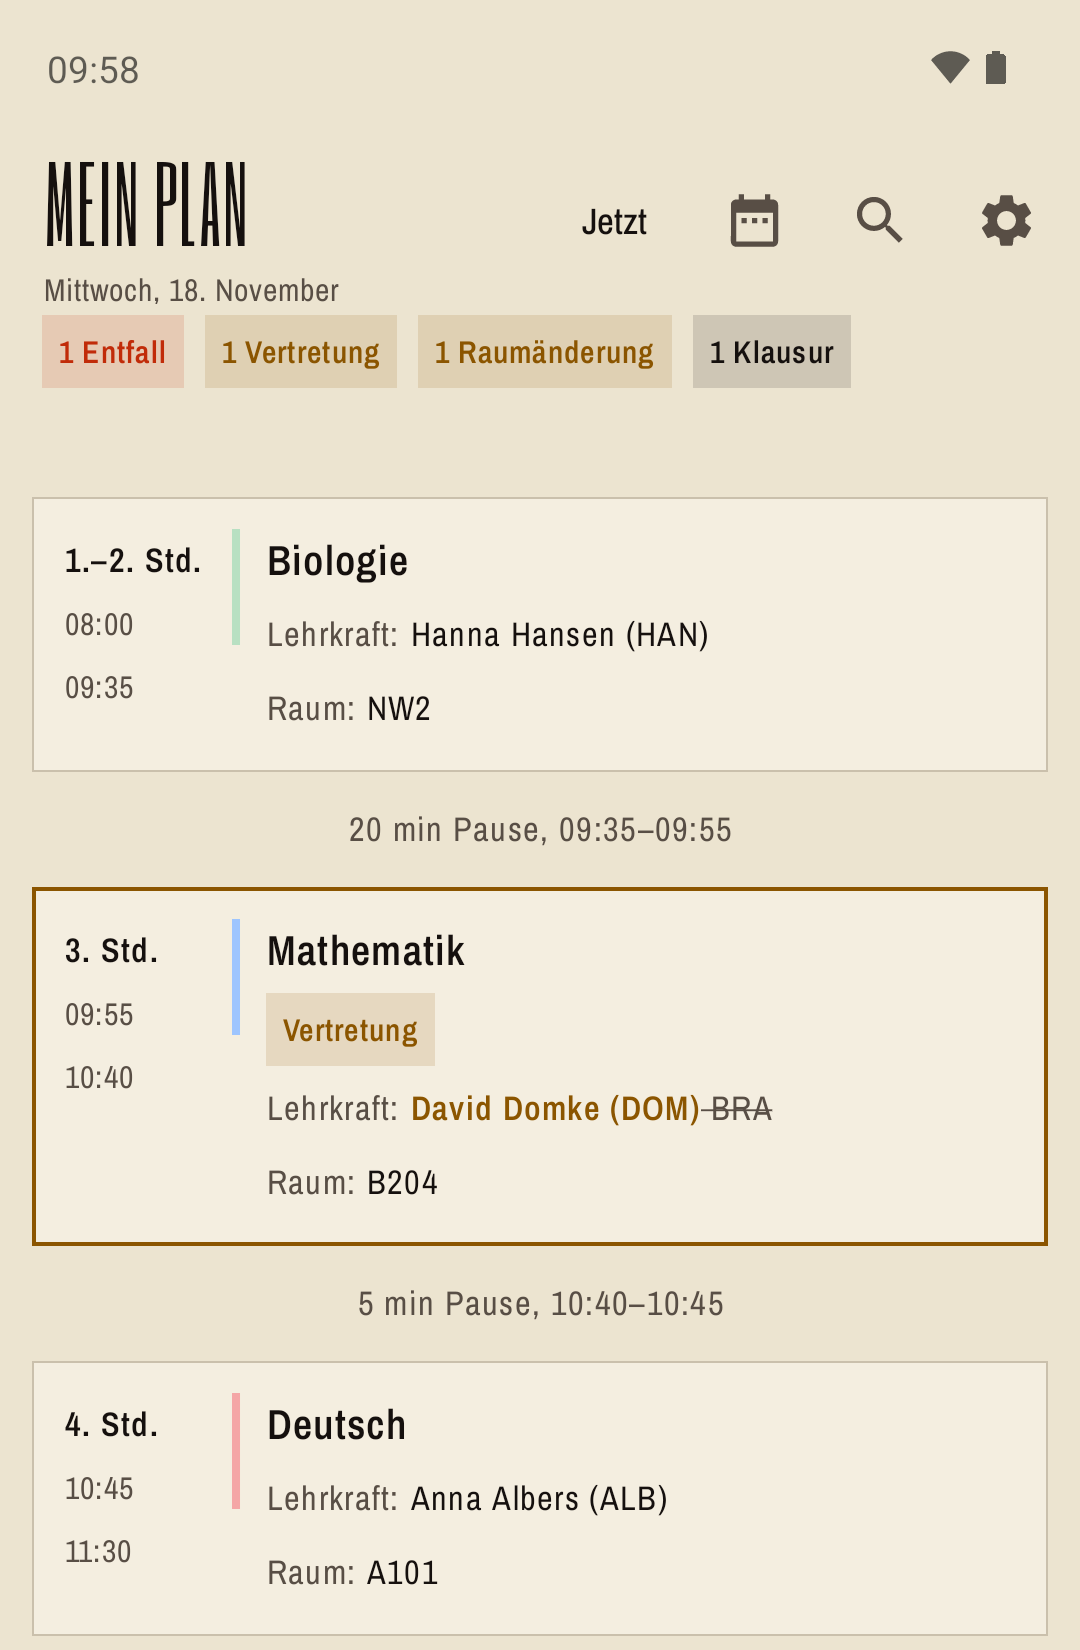 09:58
MEIN PLAN
Jetzt
Mittwoch, 18. November
1 Entfall 1 Vertretung 1 Raumänderung 1 Klausur
1.–2. Std.
08:00
09:35
Biologie
Lehrkraft: Hanna Hansen (HAN)
Raum: NW2
20 min Pause, 09:35–09:55
3. Std.
09:55
10:40
Mathematik
Vertretung
Lehrkraft: David Domke (DOM) BRA
Raum: B204
5 min Pause, 10:40–10:45
4. Std.
10:45
11:30
Deutsch
Lehrkraft: Anna Albers (ALB)
Raum: A101